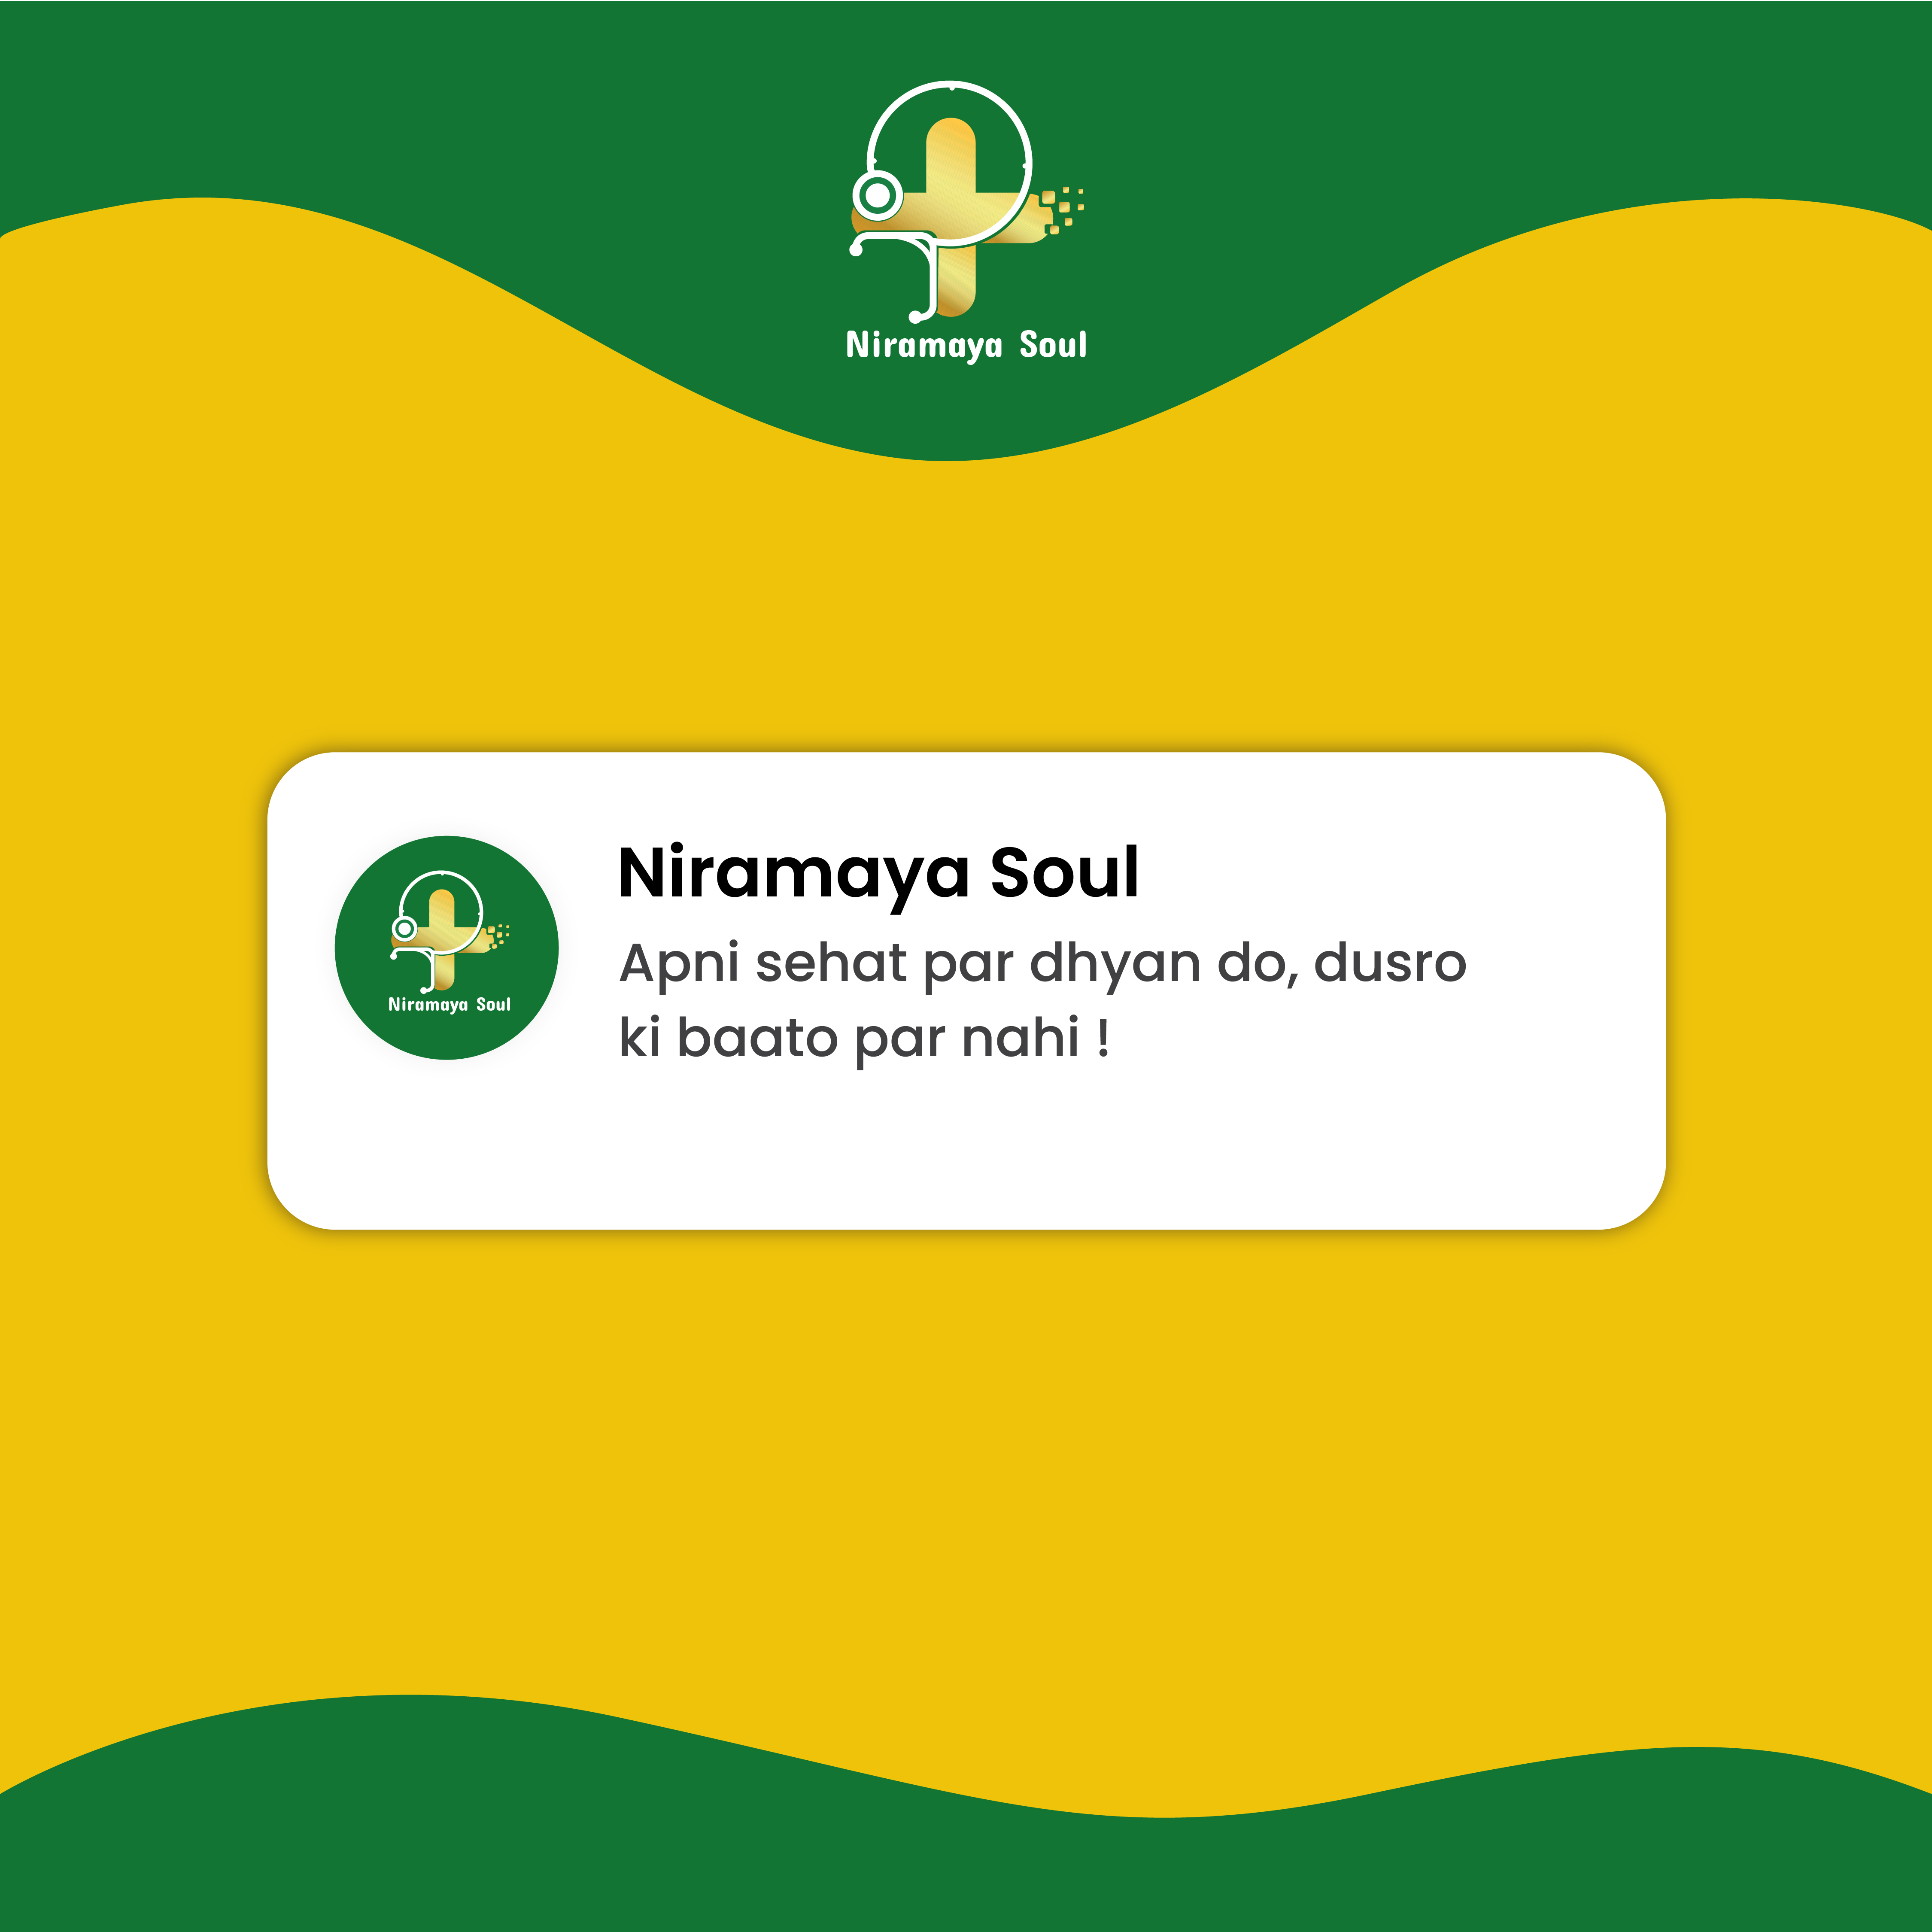 Niramaya Soul
Niramaya Soul
Niramaya Soul
Apni sehat par dhyan do, dusro
ki baato par nahi !